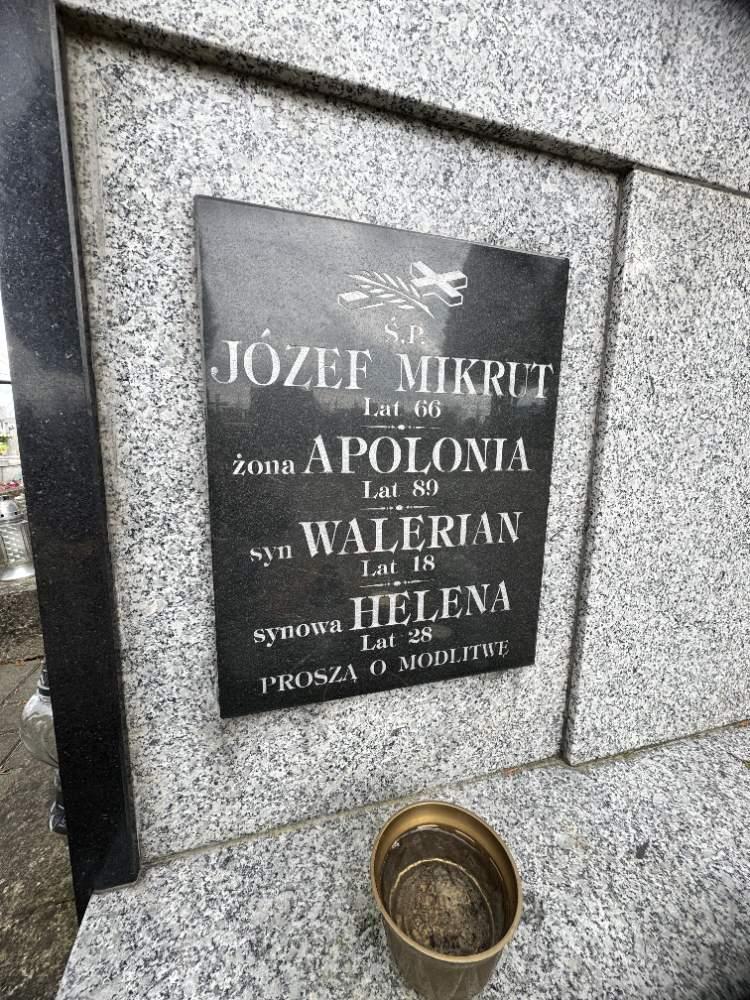 Ś.P.
JÓZEF MIKRUT
Lat 66
żona APOLONIA
Lat 89
syn WALERIAN
Lat 18
synowa HELENA
Lat 28
PROSZĄ O MODLITWĘ